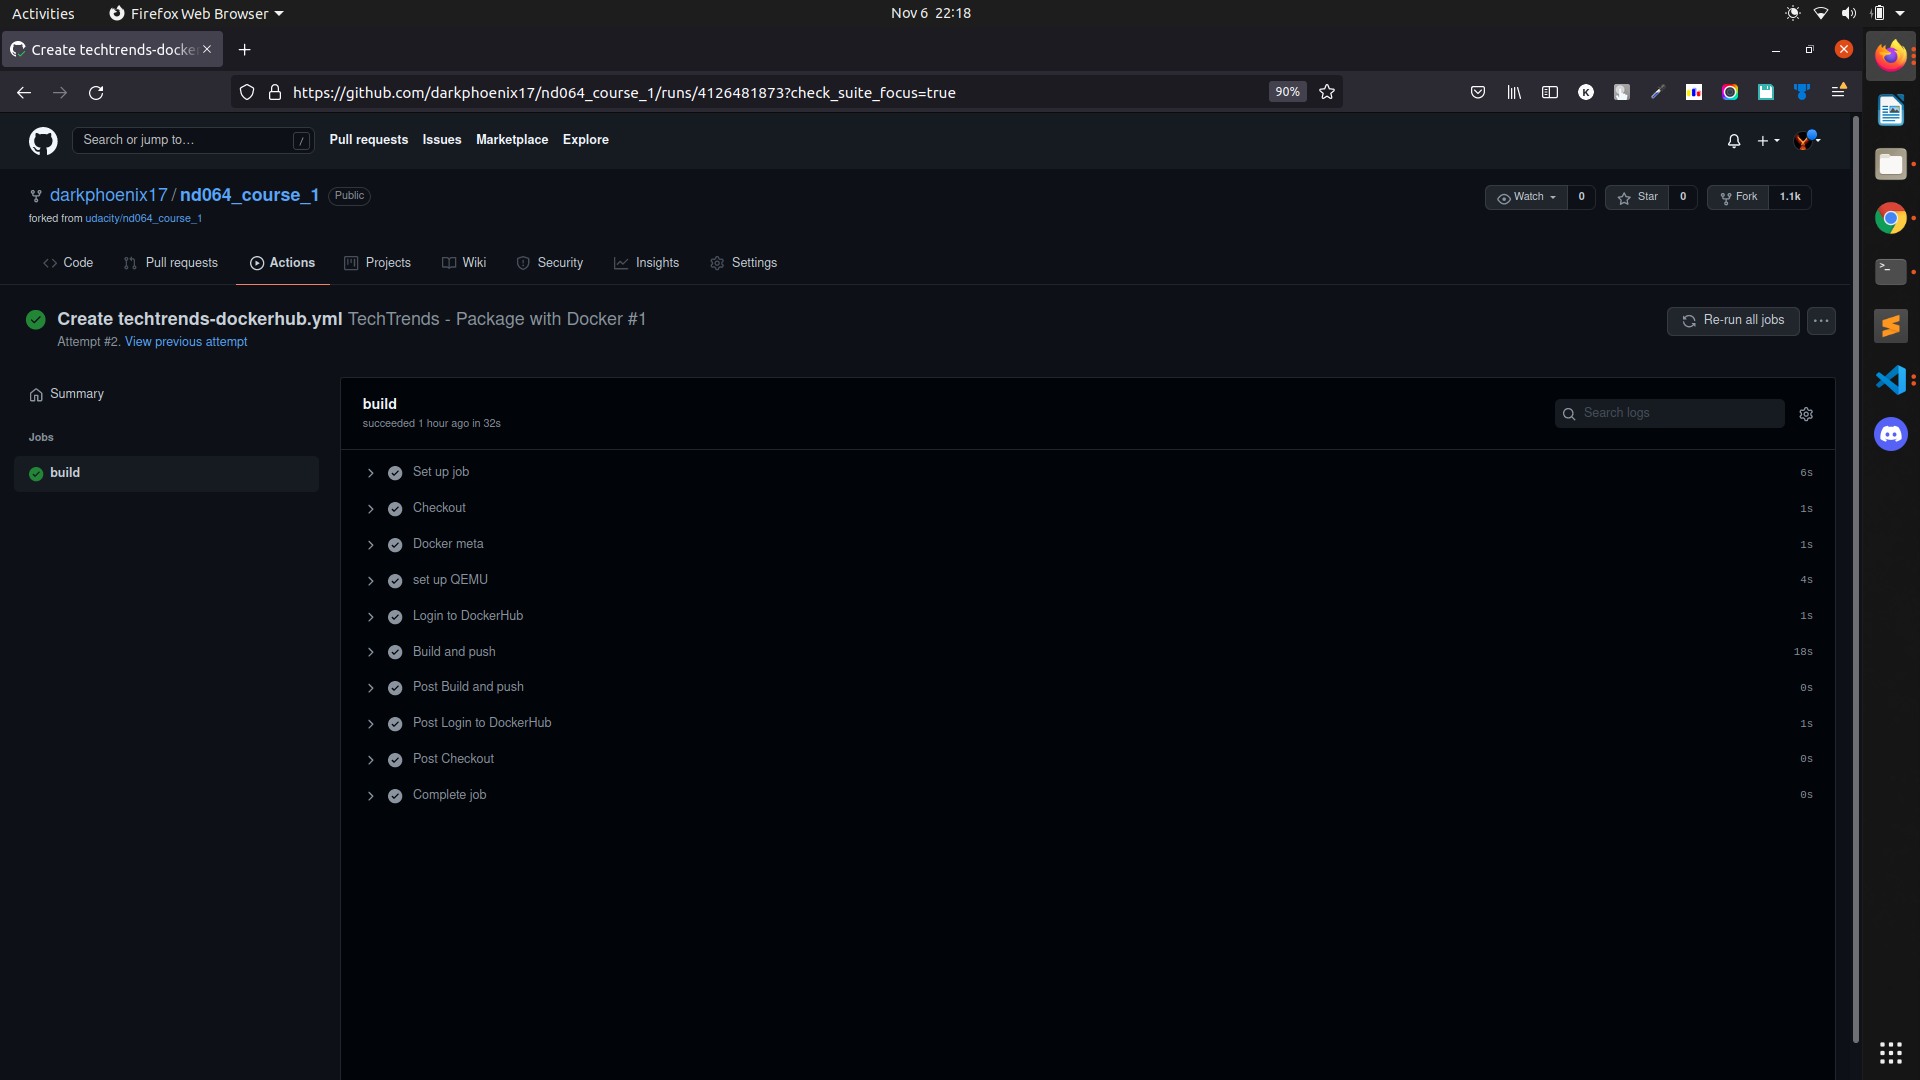 Activities
Firefox Web Browser
Nov 6 22:18
Create techtrends-docke
https://github.com/darkphoenix17/nd064_course_1/runs/4126481873?check_suite_focus=true
90%
K
Search or jump to…
/
Pull requests
Issues
Marketplace
Explore
darkphoenix17 / nd064_course_1
Public
forked from udacity/nd064_course_1
Watch
0
Star
0
Fork
1.1k
Code
Pull requests
Actions
Projects
Wiki
Security
Insights
Settings
Create techtrends-dockerhub.yml TechTrends - Package with Docker #1
Attempt #2. View previous attempt
Re-run all jobs
Summary
Jobs
build
build
succeeded 1 hour ago in 32s
Search logs
Set up job
6s
Checkout
1s
Docker meta
1s
set up QEMU
4s
Login to DockerHub
1s
Build and push
18s
Post Build and push
0s
Post Login to DockerHub
1s
Post Checkout
0s
Complete job
0s